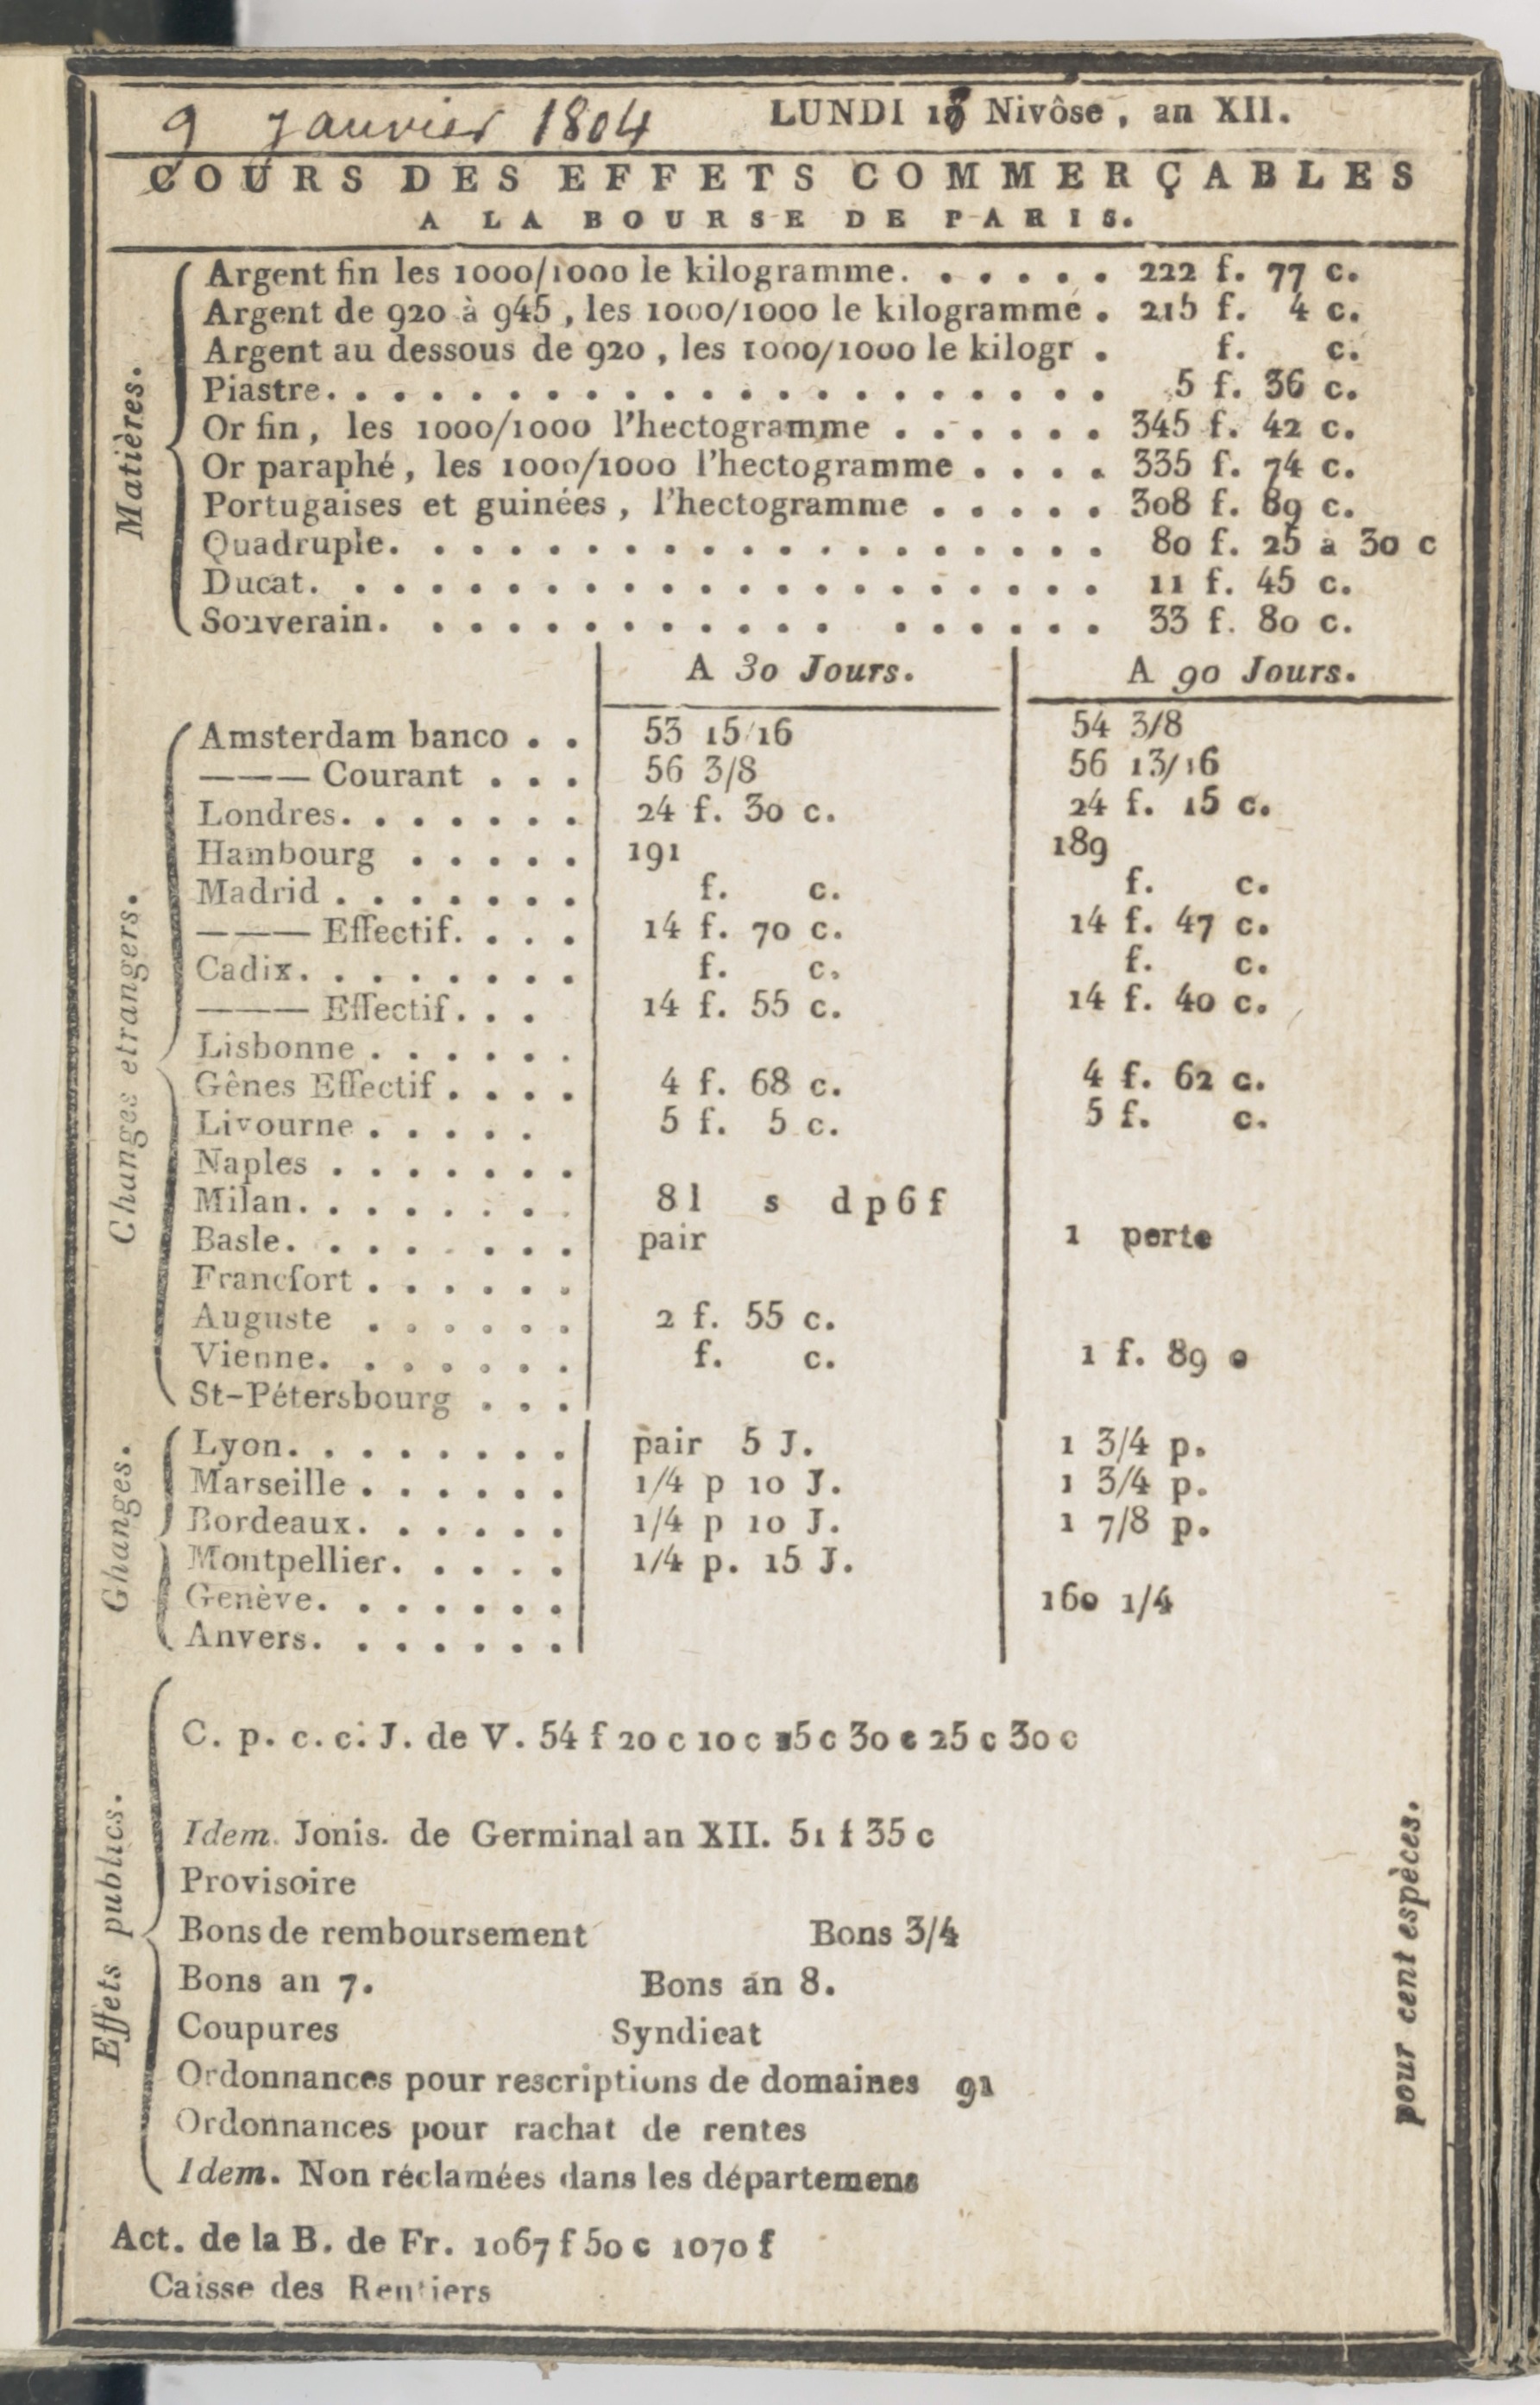 9 Janvier 1804 LUNDI 18 Nivôse, an XII.
COURS DES EFFETS COMMERÇABLES
A LA BOURSE DE PARIS.
Matières.
Argent fin les 1000/1000 le kilogramme. . . . . . 222 f. 77 c.
Argent de 920 à 945, les 1000/1000 le kilogramme . 215 f. 4 c.
Argent au dessous de 920, les 1000/1000 le kilogr . f. c.
Piastre. . . . . . . . . . . . . . . . . . . . . 5 f. 36 c.
Or fin, les 1000/1000 l'hectogramme . . . . . . 345 f. 42 c.
Or paraphé, les 1000/1000 l'hectogramme . . . . 335 f. 74 c.
Portugaises et guinées, l'hectogramme . . . . . 308 f. 89 c.
Quadruple. . . . . . . . . . . . . . . . . . . 80 f. 25 a 30 c
Ducat. . . . . . . . . . . . . . . . . . . . . 11 f. 45 c.
Souverain. . . . . . . . . . . . . . . . . . 33 f. 80 c.
A 30 Jours. A 90 Jours.
Changes etrangers.
Amsterdam banco . . 53 15/16 54 3/8
——— Courant . . . 56 3/8 56 13/16
Londres. . . . . . . 24 f. 30 c. 24 f. 15 c.
Hambourg . . . . . 191 189
Madrid . . . . . . . f. c. f. c.
——— Effectif. . . . 14 f. 70 c. 14 f. 47 c.
Cadix. . . . . . . . f. c. f. c.
——— Effectif. . . 14 f. 55 c. 14 f. 40 c.
Lisbonne . . . . . .
Gênes Effectif . . . . 4 f. 68 c. 4 f. 62 c.
Livourne . . . . . 5 f. 5 c. 5 f. c.
Naples . . . . . . .
Milan. . . . . . . . 8 l s d p 6 f
Basle. . . . . . . . pair 1 perte
Francfort . . . . . .
Auguste . . . . . . 2 f. 55 c.
Vienne. . . . . . . f. c. 1 f. 89 c
St-Pétersbourg . . .
Ghanges.
Lyon. . . . . . . . pair 5 J. 1 3/4 p.
Marseille . . . . . . 1/4 p 10 J. 1 3/4 p.
Bordeaux. . . . . . 1/4 p 10 J. 1 7/8 p.
Montpellier. . . . . 1/4 p. 15 J.
Genève. . . . . . . 160 1/4
Anvers. . . . . . .
Effets publics.
C. p. c. c. J. de V. 54 f 20 c 10 c 25 c 30 c 25 c 30 c
Idem. Jonis. de Germinal an XII. 51 f 35 c
Provisoire
Bons de remboursement Bons 3/4
Bons an 7. Bons an 8.
Coupures Syndicat
Ordonnances pour rescriptions de domaines 91
Ordonnances pour rachat de rentes
Idem. Non réclamées dans les départemens
pour cent espèces.
Act. de la B. de Fr. 1067 f 50 c 1070 f
Caisse des Rentiers